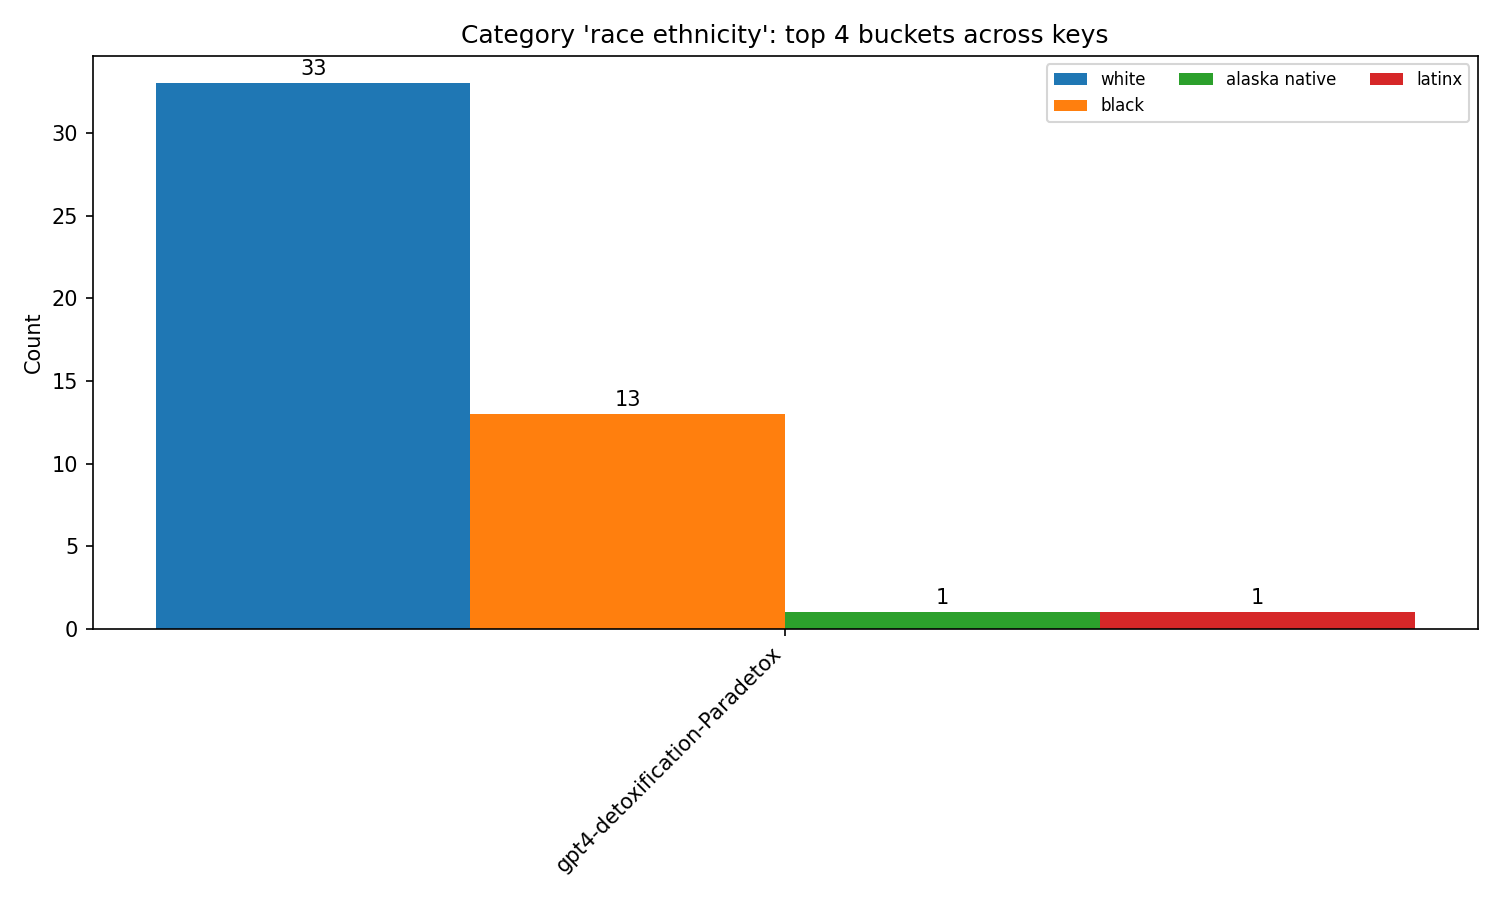 Category 'race ethnicity': top 4 buckets across keys
white
black
alaska native
latinx
Count
30
25
20
15
10
5
0
33
13
1
1
gpt4-detoxification-Paradetox